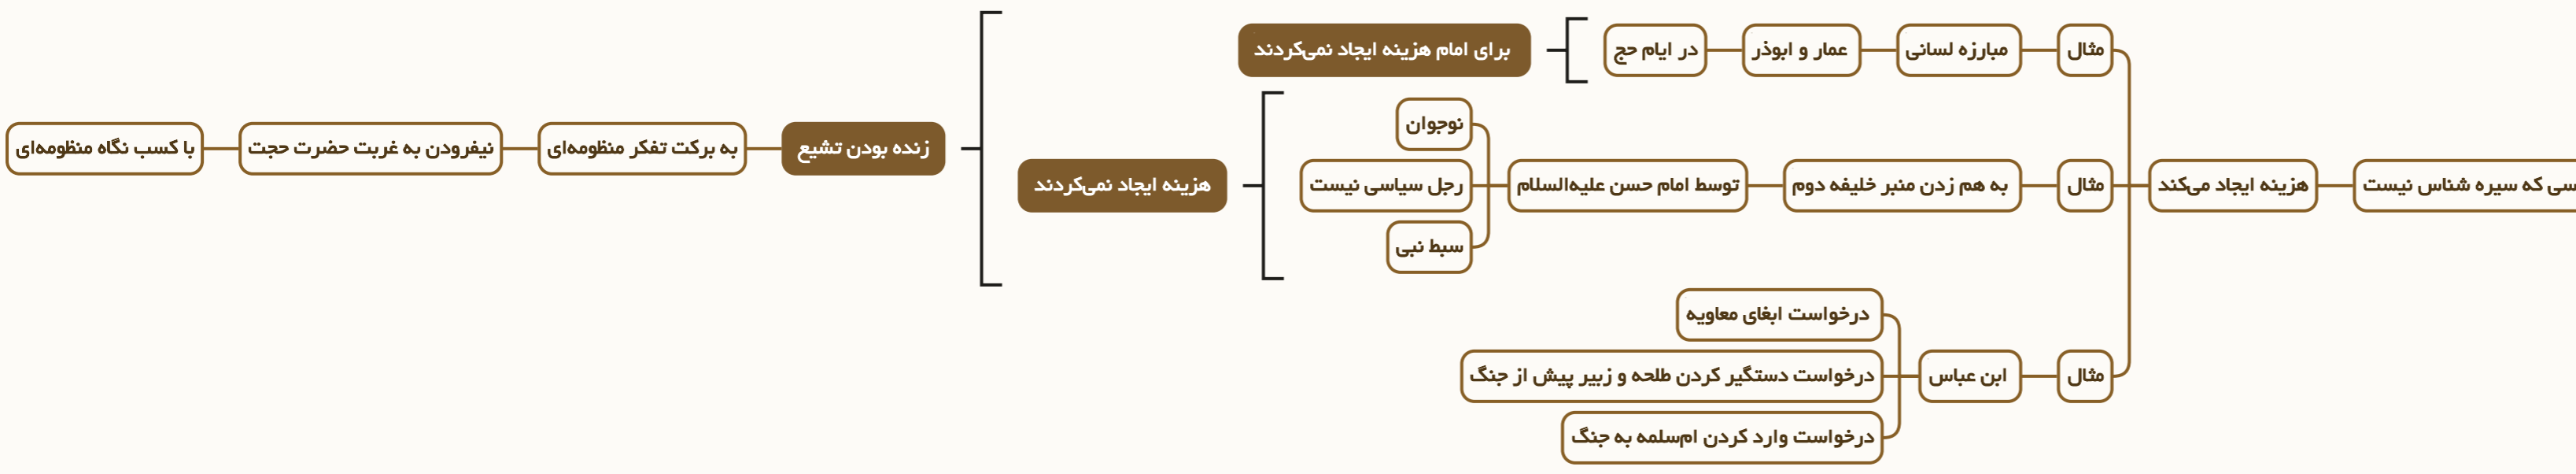 سی که سیره شناس نیست
هزینه ایجاد می‌کند
مثال
مبارزه لسانی
عمار و ابوذر
در ایام حج
برای امام هزینه ایجاد نمی‌کردند
مثال
به هم زدن منبر خلیفه دوم
توسط امام حسن علیه‌السلام
نوجوان
رجل سیاسی نیست
سبط نبی
هزینه ایجاد نمی‌کردند
مثال
ابن عباس
درخواست ابغای معاویه
درخواست دستگیر کردن طلحه و زبیر پیش از جنگ
درخواست وارد کردن ام‌سلمه به جنگ
زنده بودن تشیع
به برکت تفکر منظومه‌ای
نیفزودن به غربت حضرت حجت
با کسب نگاه منظومه‌ای